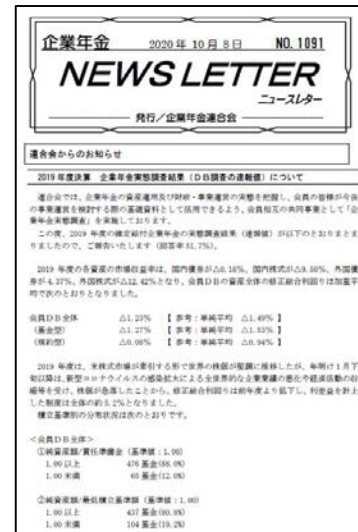 企業年金 2020年10月8日 NO. 1091
NEWS LETTER
ニュースレター
発行／企業年金連合会
連合会からのお知らせ
2019年度決算 企業年金実態調査結果（DB調査の速報値）について
連合会では、企業年金の資産運用及び財政・事業運営の実態を把握し、会員の皆様が今後
の事業運営を検討する際の基礎資料として活用できるよう、会員相互の共同事業として「企
業年金実態調査」を実施しております。
この度、2019年度の確定給付企業年金の実態調査結果（速報値）が以下のとおりまとま
りましたので、ご報告いたします（回答率51.7%）。
2019年度の各資産の市場収益率は、国内債券が△0.18%、国内株式が△9.50%、外国債
券が4.37%、外国株式が△12.42%となり、会員DBの資産全体の修正総合利回りは加重平
均で次のとおりとなりました。
会員DB全体 △1.23% 【 参考：単純平均 △1.49% 】
（基金型） △1.27% 【 参考：単純平均 △1.53% 】
（規約型） △0.08% 【 参考：単純平均 △0.94% 】
2019年度は、米株式市場が牽引する形で世界の株価が堅調に推移したが、年明け1月下
旬以降は、新型コロナウイルスの感染拡大による全世界的な企業業績の悪化や経済活動の収
縮等を受け、株価が急落したことから、修正総合利回りは前年度より低下し、利差益を計上
した制度は全体の約5.2%となりました。
積立基準別の分布状況は次のとおりです。
＜会員DB全体＞
①純資産額/責任準備金（基準値：1.00）
1.00以上 476基金(88.0%)
1.00未満 65基金(12.0%)
②純資産額/最低積立基準額（基準値：1.00）
1.00以上 437基金(80.8%)
1.00未満 104基金(19.2%)